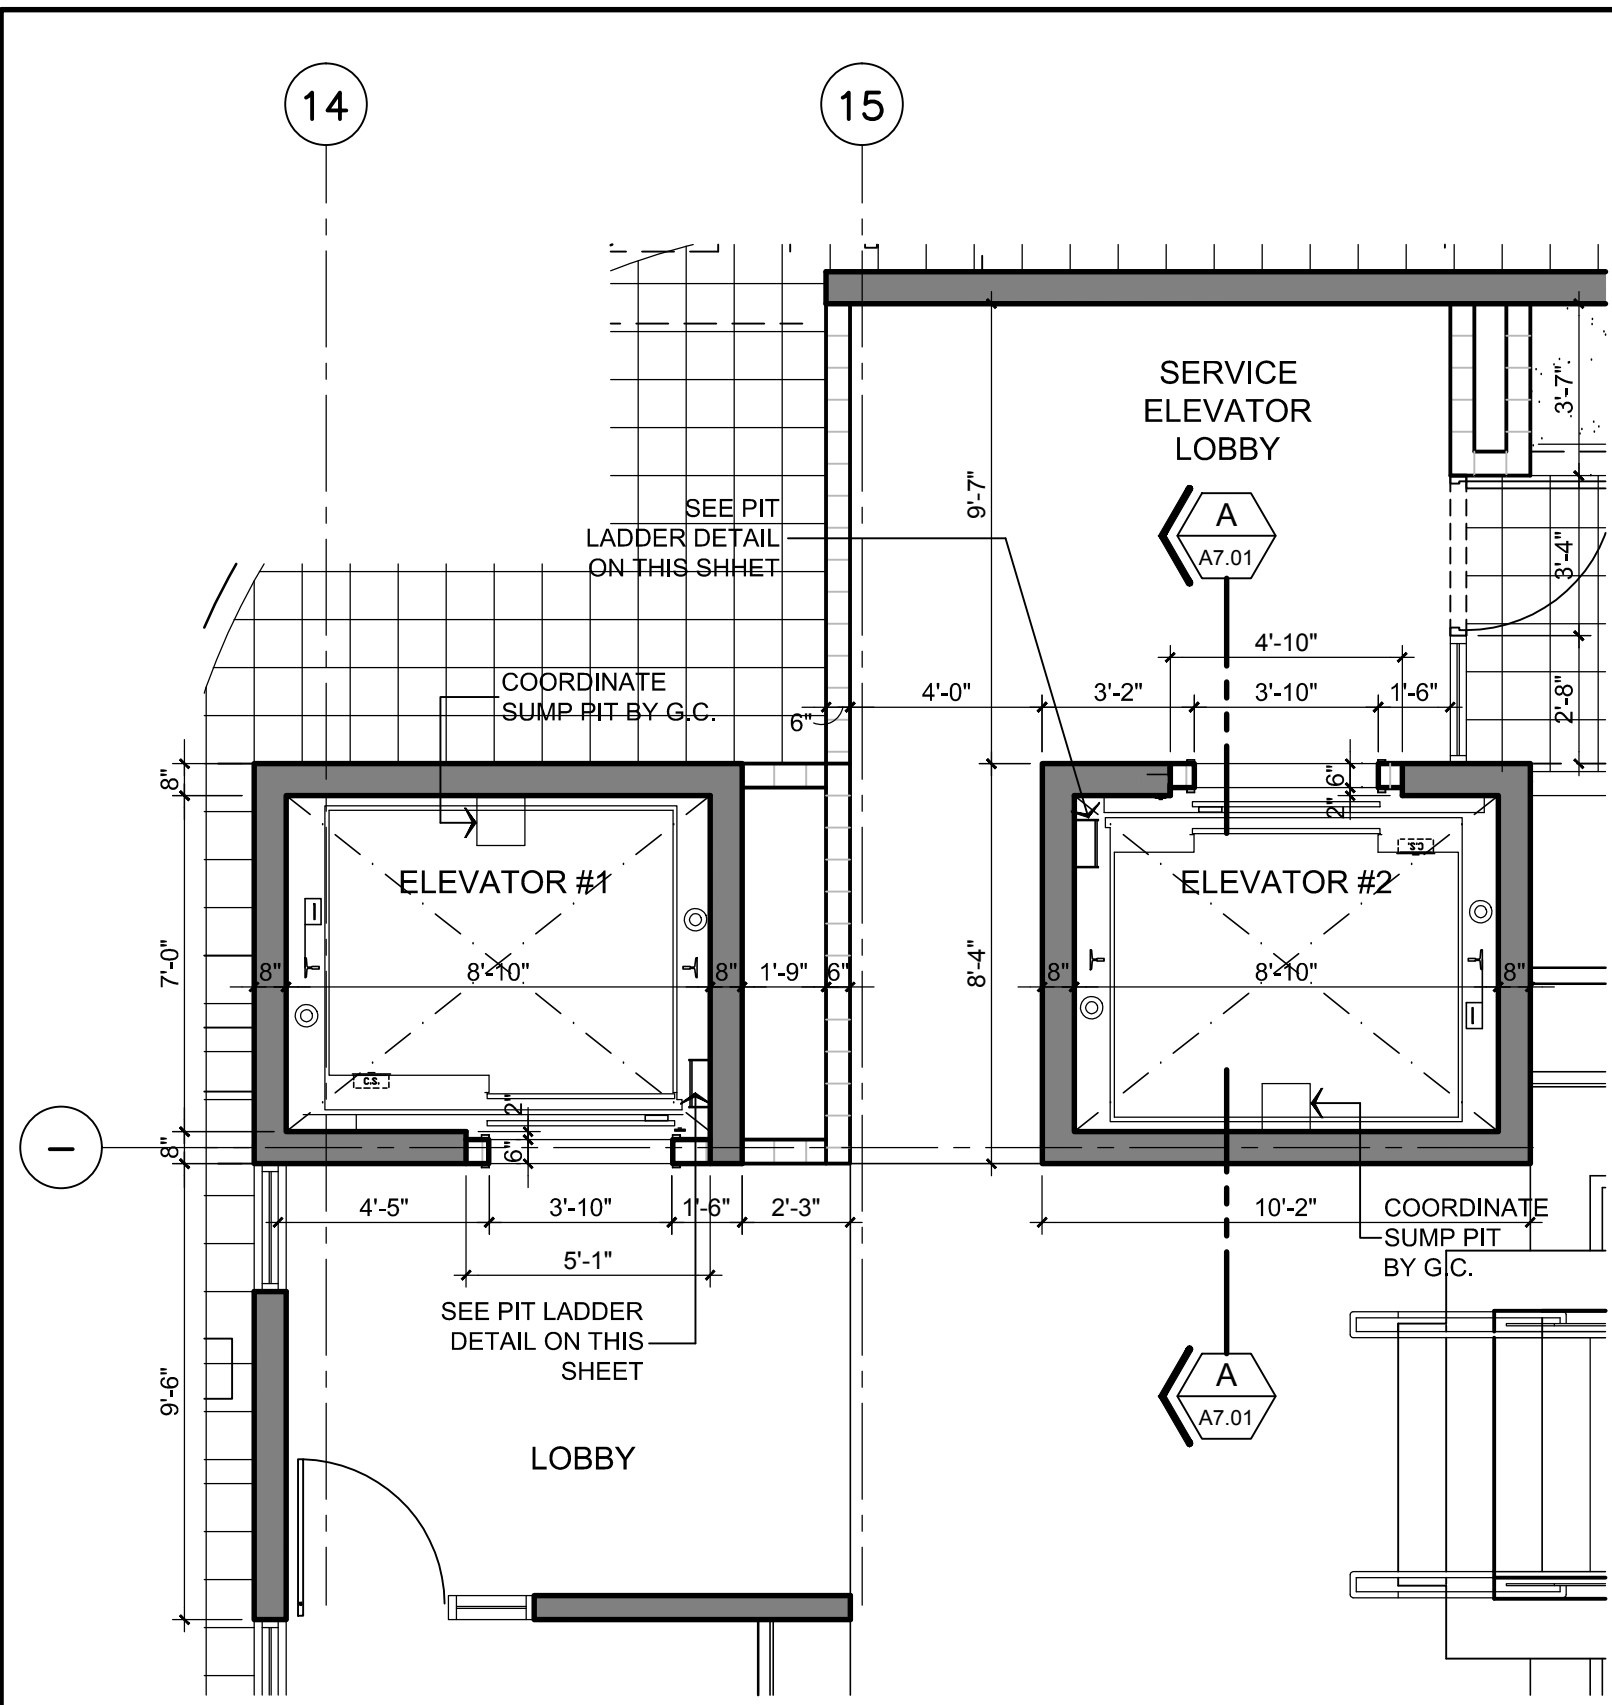 14
15
SERVICE
ELEVATOR
LOBBY
3'-7"
9'-7"
SEE PIT
LADDER DETAIL
ON THIS SHHET
A
A7.01
3'-4"
4'-10"
COORDINATE
SUMP PIT BY G.C.
4'-0"
3'-2"
3'-10"
1'-6"
2'-8"
6"
8"
6"
2"
C.S.
ELEVATOR #1
ELEVATOR #2
7'-0"
8"
8'-10"
8"
1'-9"
6"
8'-4"
8"
8'-10"
8"
C.S.
2"
6"
8"
4'-5"
3'-10"
1'-6"
2'-3"
10'-2"
COORDINATE
SUMP PIT
BY G.C.
5'-1"
SEE PIT LADDER
DETAIL ON THIS
SHEET
9'-6"
A
A7.01
LOBBY